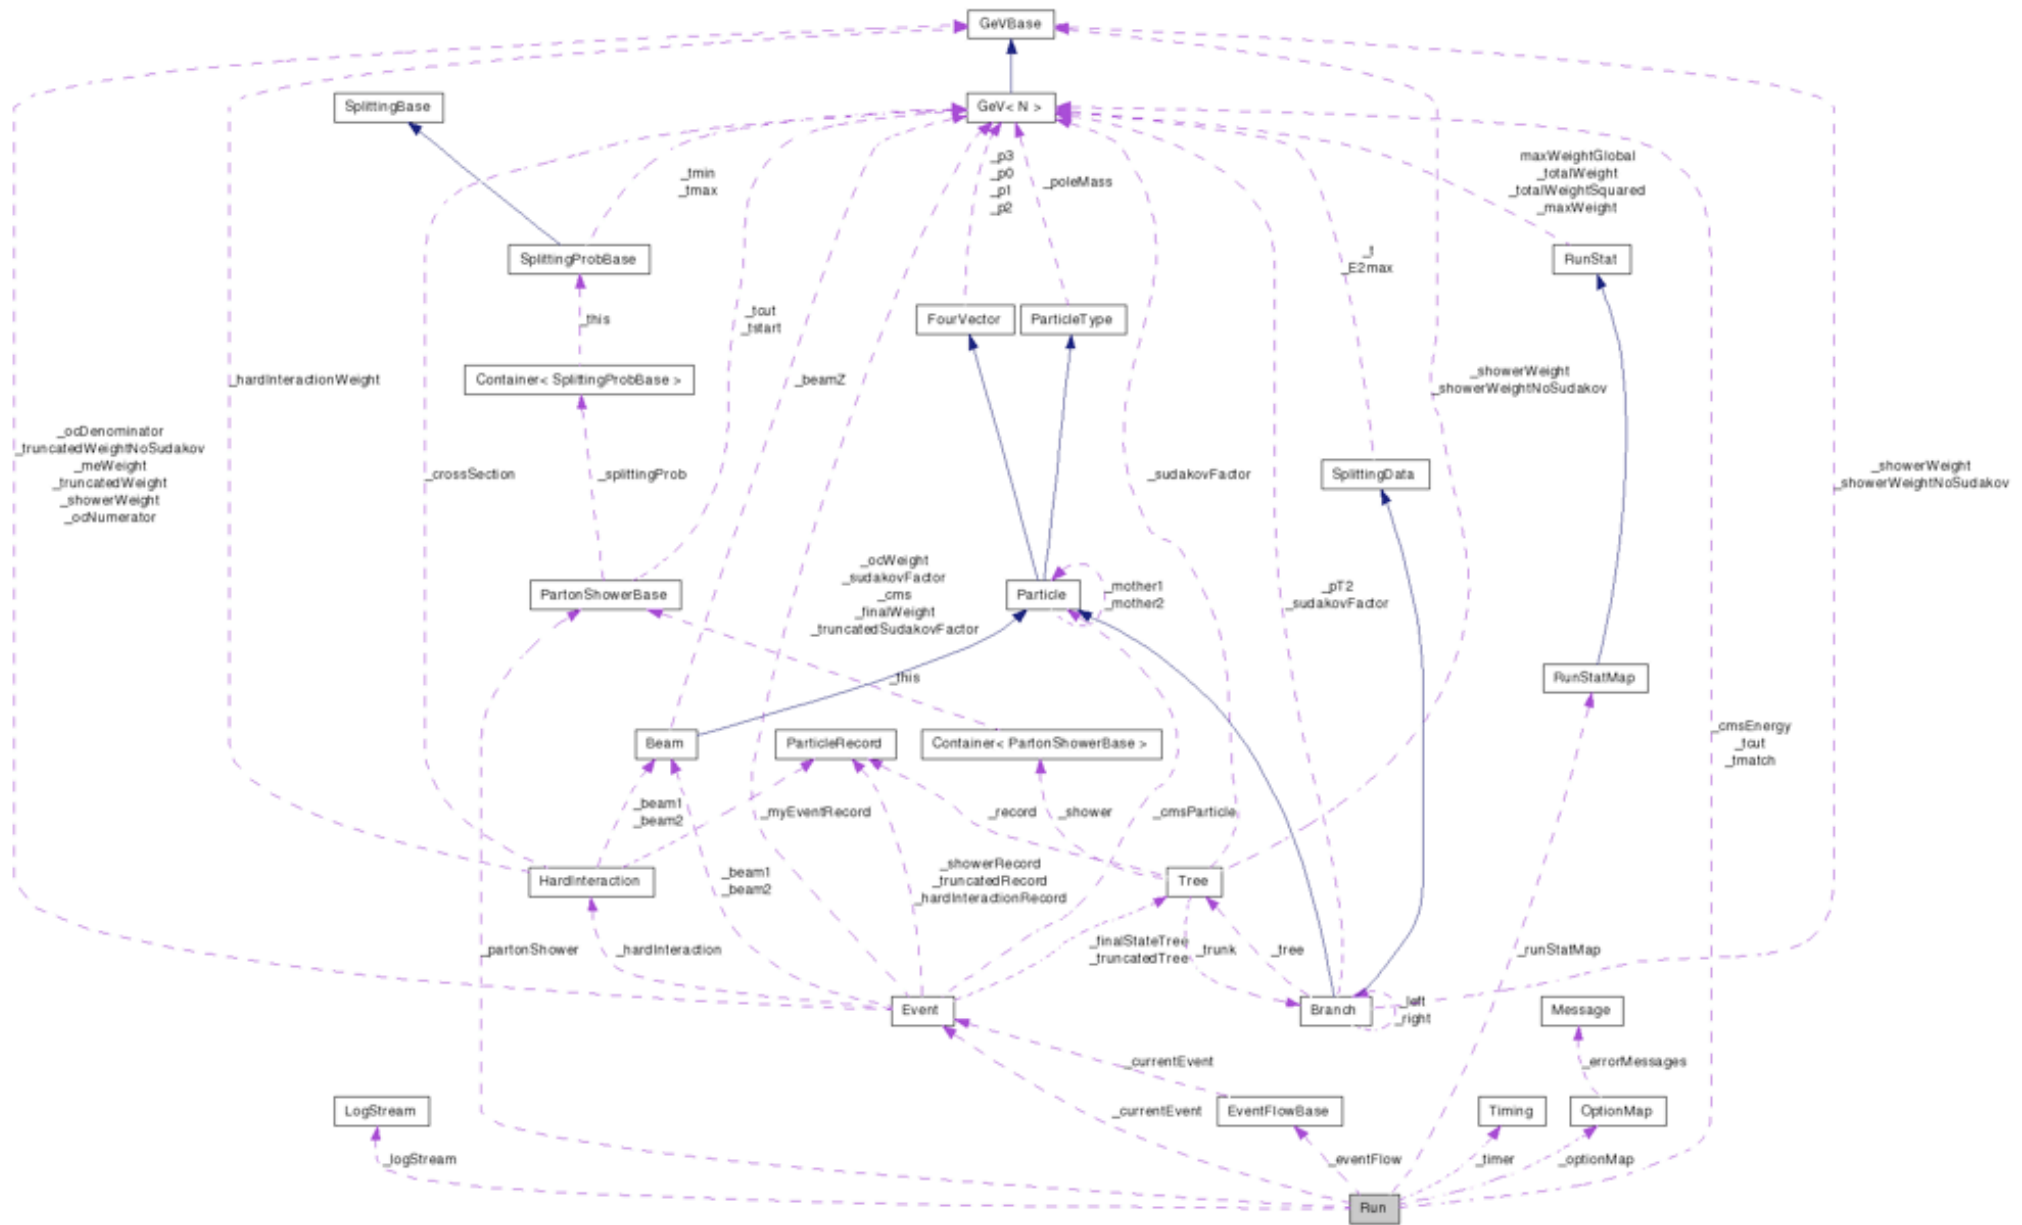 GeVBase
SplittingBase
GeV< N >
_tmin
_tmax
_p3
_p0
_p1
_p2
_poleMass
maxWeightGlobal
_totalWeight
_totalWeightSquared
_maxWeight
SplittingProbBase
_t
_E2max
RunStat
_this
_tcut
_tstart
FourVector
ParticleType
_hardInteractionWeight
Container< SplittingProbBase >
_beamZ
_showerWeight
_showerWeightNoSudakov
_ocDenominator
_truncatedWeightNoSudakov
_meWeight
_truncatedWeight
_showerWeight
_ocNumerator
_crossSection
_splittingProb
_sudakovFactor
SplittingData
_showerWeight
_showerWeightNoSudakov
PartonShowerBase
_ocWeight
_sudakovFactor
_cms
_finalWeight
_truncatedSudakovFactor
Particle
_mother1
_mother2
_pT2
_sudakovFactor
_this
RunStatMap
Beam
ParticleRecord
Container< PartonShowerBase >
_cmsEnergy
_tcut
_tmatch
_beam1
_beam2
_myEventRecord
_record
_shower
_cmsParticle
HardInteraction
_beam1
_beam2
_showerRecord
_truncatedRecord
_hardInteractionRecord
Tree
_partonShower
_hardInteraction
_finalStateTree
_truncatedTree
_trunk
_tree
_runStatMap
Event
Branch
_left
_right
Message
_currentEvent
_errorMessages
LogStream
_currentEvent
EventFlowBase
Timing
OptionMap
_logStream
_eventFlow
_timer
_optionMap
Run